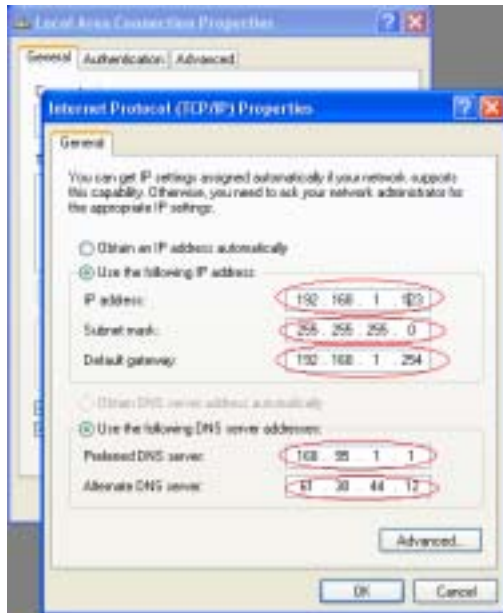 Local Area Connection Properties
General Authentication Advanced
Internet Protocol (TCP/IP) Properties
General
You can get IP settings assigned automatically if your network supports
this capability. Otherwise, you need to ask your network administrator for
the appropriate IP settings.
Obtain an IP address automatically
Use the following IP address:
IP address: 192 . 168 . 1 . 123
Subnet mask: 255 . 255 . 255 . 0
Default gateway: 192 . 168 . 1 . 254
Obtain DNS server address automatically
Use the following DNS server addresses:
Preferred DNS server: 168 . 95 . 1 . 1
Alternate DNS server:
Advanced...
OK Cancel